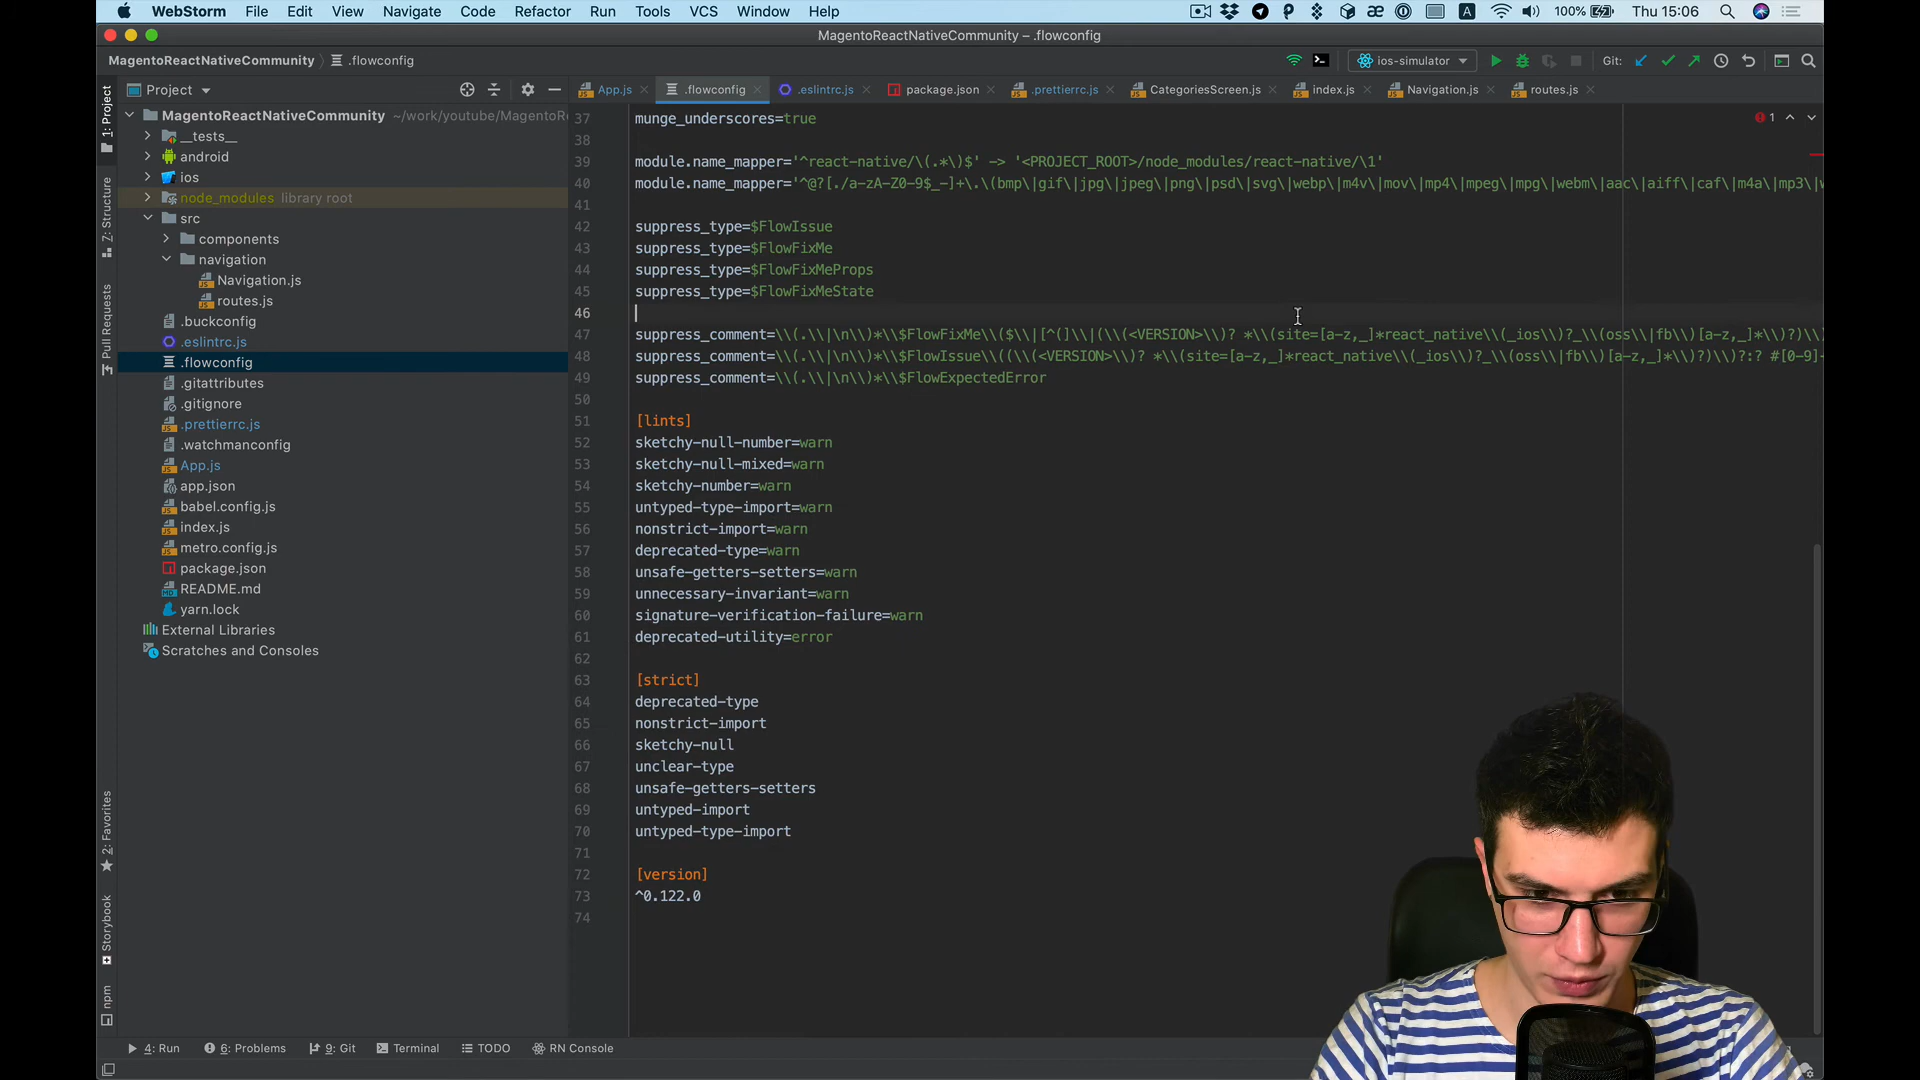 WebStorm File Edit View Navigate Code Refactor Run Tools VCS Window Help
A 100% Thu 15:06
MagentoReactNativeCommunity – .flowconfig
MagentoReactNativeCommunity .flowconfig
ios-simulator Git:
Project
App.js .flowconfig .eslintrc.js package.json .prettierrc.js CategoriesScreen.js index.js Navigation.js routes.js
1: Project
Z: Structure
Pull Requests
2: Favorites
Storybook
npm
MagentoReactNativeCommunity ~/work/youtube/MagentoR
__tests__
android
ios
node_modules library root
src
components
navigation
Navigation.js
routes.js
.buckconfig
.eslintrc.js
.flowconfig
.gitattributes
.gitignore
.prettierrc.js
.watchmanconfig
App.js
app.json
babel.config.js
index.js
metro.config.js
package.json
README.md
yarn.lock
External Libraries
Scratches and Consoles
1
37 munge_underscores=true
38
39 module.name_mapper='^react-native/\(.*\)$' -> '<PROJECT_ROOT>/node_modules/react-native/\1'
40 module.name_mapper='^@?[./a-zA-Z0-9$_-]+\.\(bmp\|gif\|jpg\|jpeg\|png\|psd\|svg\|webp\|m4v\|mov\|mp4\|mpeg\|mpg\|webm\|aac\|aiff\|caf\|m4a\|mp3\|w
41
42 suppress_type=$FlowIssue
43 suppress_type=$FlowFixMe
44 suppress_type=$FlowFixMeProps
45 suppress_type=$FlowFixMeState
46
47 suppress_comment=\\(.\\|\n\\)*\\$FlowFixMe\\($\\|[^(]\\|(\\(<VERSION>\\)? *\\(site=[a-z,_]*react_native\\(_ios\\)?_\\(oss\\|fb\\)[a-z,_]*\\)?)\\)
48 suppress_comment=\\(.\\|\n\\)*\\$FlowIssue\\((\\(<VERSION>\\)? *\\(site=[a-z,_]*react_native\\(_ios\\)?_\\(oss\\|fb\\)[a-z,_]*\\)?)\\)?:? #[0-9]+
49 suppress_comment=\\(.\\|\n\\)*\\$FlowExpectedError
50
51 [lints]
52 sketchy-null-number=warn
53 sketchy-null-mixed=warn
54 sketchy-number=warn
55 untyped-type-import=warn
56 nonstrict-import=warn
57 deprecated-type=warn
58 unsafe-getters-setters=warn
59 unnecessary-invariant=warn
60 signature-verification-failure=warn
61 deprecated-utility=error
62
63 [strict]
64 deprecated-type
65 nonstrict-import
66 sketchy-null
67 unclear-type
68 unsafe-getters-setters
69 untyped-import
70 untyped-type-import
71
72 [version]
73 ^0.122.0
74
4: Run 6: Problems 9: Git Terminal TODO RN Console